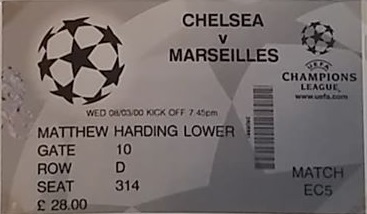 CHELSEA
v
MARSEILLES
UEFA
CHAMPIONS
LEAGUE
www.uefa.com
WED 08/03/00 KICK OFF 7.45pm
MATTHEW HARDING LOWER
GATE 10
ROW D
SEAT 314
£ 28.00
MATCH
EC5